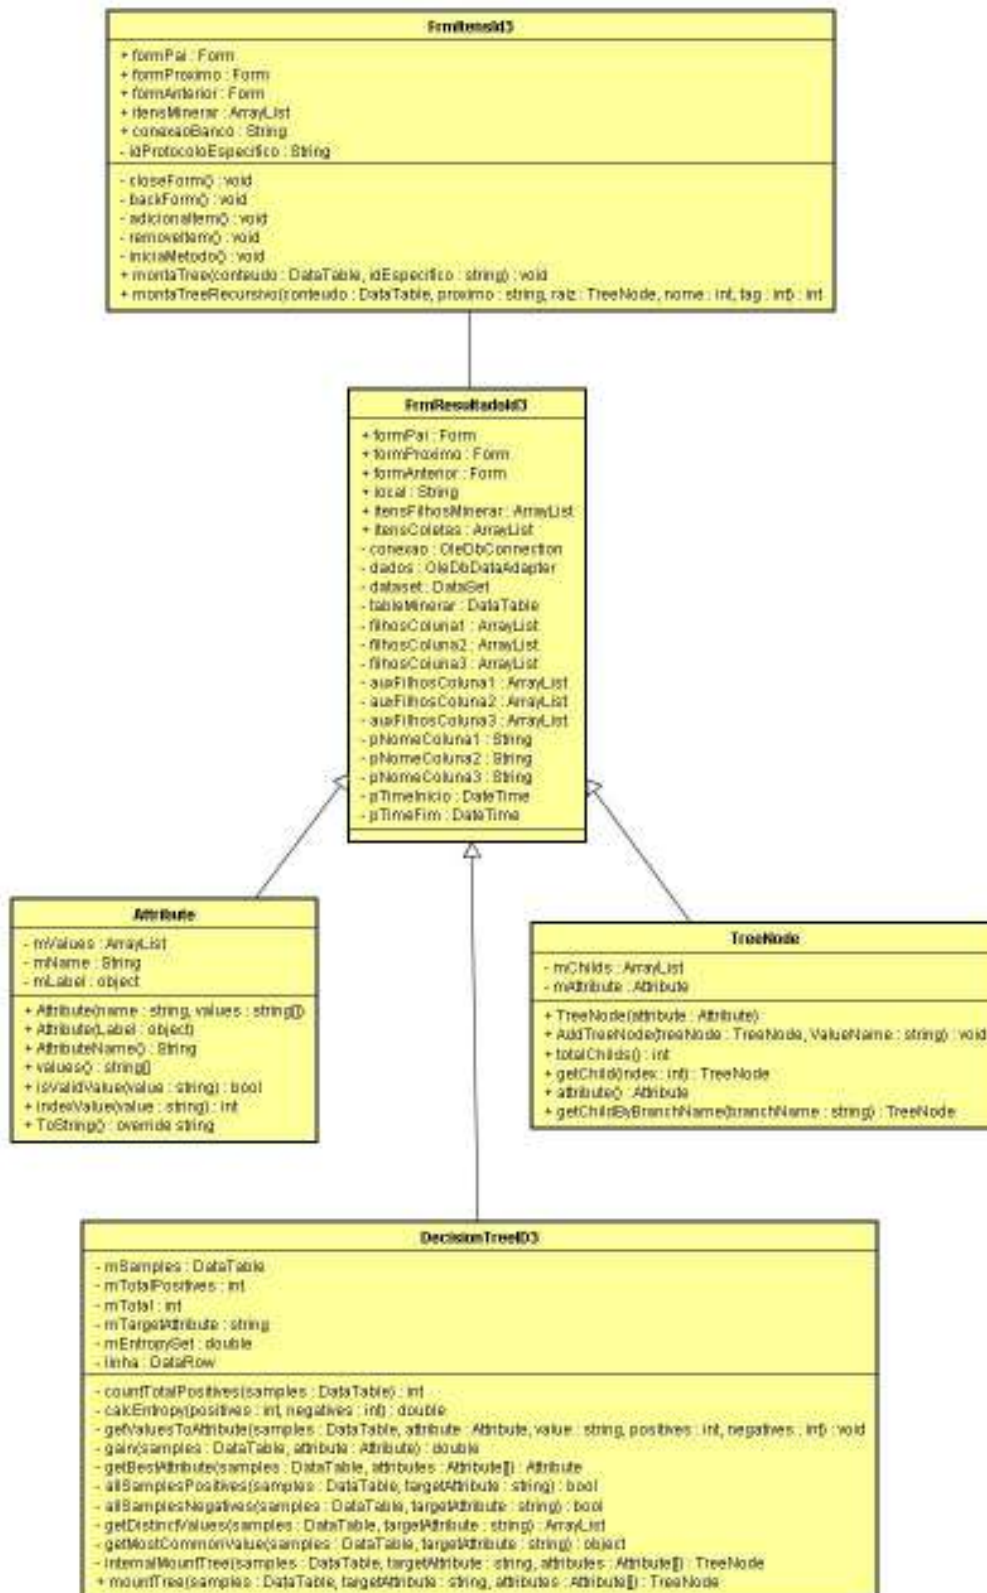 FrmItensId3
+ formPai : Form
+ formProximo : Form
+ formAnterior : Form
+ itensMinerar : ArrayList
+ conexaoBanco : String
- idProtocoloEspecifico : String
- closeForm() : void
- backForm() : void
- adicionaItem() : void
- removeItem() : void
- iniciaMetodo() : void
+ montaTree(conteudo : DataTable, idEspecifico : string) : void
+ montaTreeRecursivo(conteudo : DataTable, proximo : string, raiz : TreeNode, nome : int, tag : int) : int
FrmResultadoId3
+ formPai : Form
+ formProximo : Form
+ formAnterior : Form
+ local : String
+ itensFilhosMinerar : ArrayList
+ itensColetas : ArrayList
- conexao : OleDbConnection
- dados : OleDbDataAdapter
- dataset : DataSet
- tableMinerar : DataTable
- filhosColuna1 : ArrayList
- filhosColuna2 : ArrayList
- filhosColuna3 : ArrayList
- auxFilhosColuna1 : ArrayList
- auxFilhosColuna2 : ArrayList
- auxFilhosColuna3 : ArrayList
- pNomeColuna1 : String
- pNomeColuna2 : String
- pNomeColuna3 : String
- pTimeInicio : DateTime
- pTimeFim : DateTime
Attribute
- mValues : ArrayList
- mName : String
- mLabel : object
+ Attribute(name : string, values : string[])
+ Attribute(Label : object)
+ AttributeName() : String
+ values() : string[]
+ isValidValue(value : string) : bool
+ indexValue(value : string) : int
+ ToString() : override string
TreeNode
- mChilds : ArrayList
- mAttribute : Attribute
+ TreeNode(attribute : Attribute)
+ AddTreeNode(treeNode : TreeNode, ValueName : string) : void
+ totalChilds() : int
+ getChild(index : int) : TreeNode
+ attribute() : Attribute
+ getChildByBranchName(branchName : string) : TreeNode
DecisionTreeID3
- mSamples : DataTable
- mTotalPositives : int
- mTotal : int
- mTargetAttribute : string
- mEntropySet : double
- linha : DataRow
- countTotalPositives(samples : DataTable) : int
- calcEntropy(positives : int, negatives : int) : double
- getValuesToAttribute(samples : DataTable, attribute : Attribute, value : string, positives : int, negatives : int) : void
- gain(samples : DataTable, attribute : Attribute) : double
- getBestAttribute(samples : DataTable, attributes : Attribute[]) : Attribute
- allSamplesPositives(samples : DataTable, targetAttribute : string) : bool
- allSamplesNegatives(samples : DataTable, targetAttribute : string) : bool
- getDistinctValues(samples : DataTable, targetAttribute : string) : ArrayList
- getMostCommonValue(samples : DataTable, targetAttribute : string) : object
- internalMountTree(samples : DataTable, targetAttribute : string, attributes : Attribute[]) : TreeNode
+ mountTree(samples : DataTable, targetAttribute : string, attributes : Attribute[]) : TreeNode